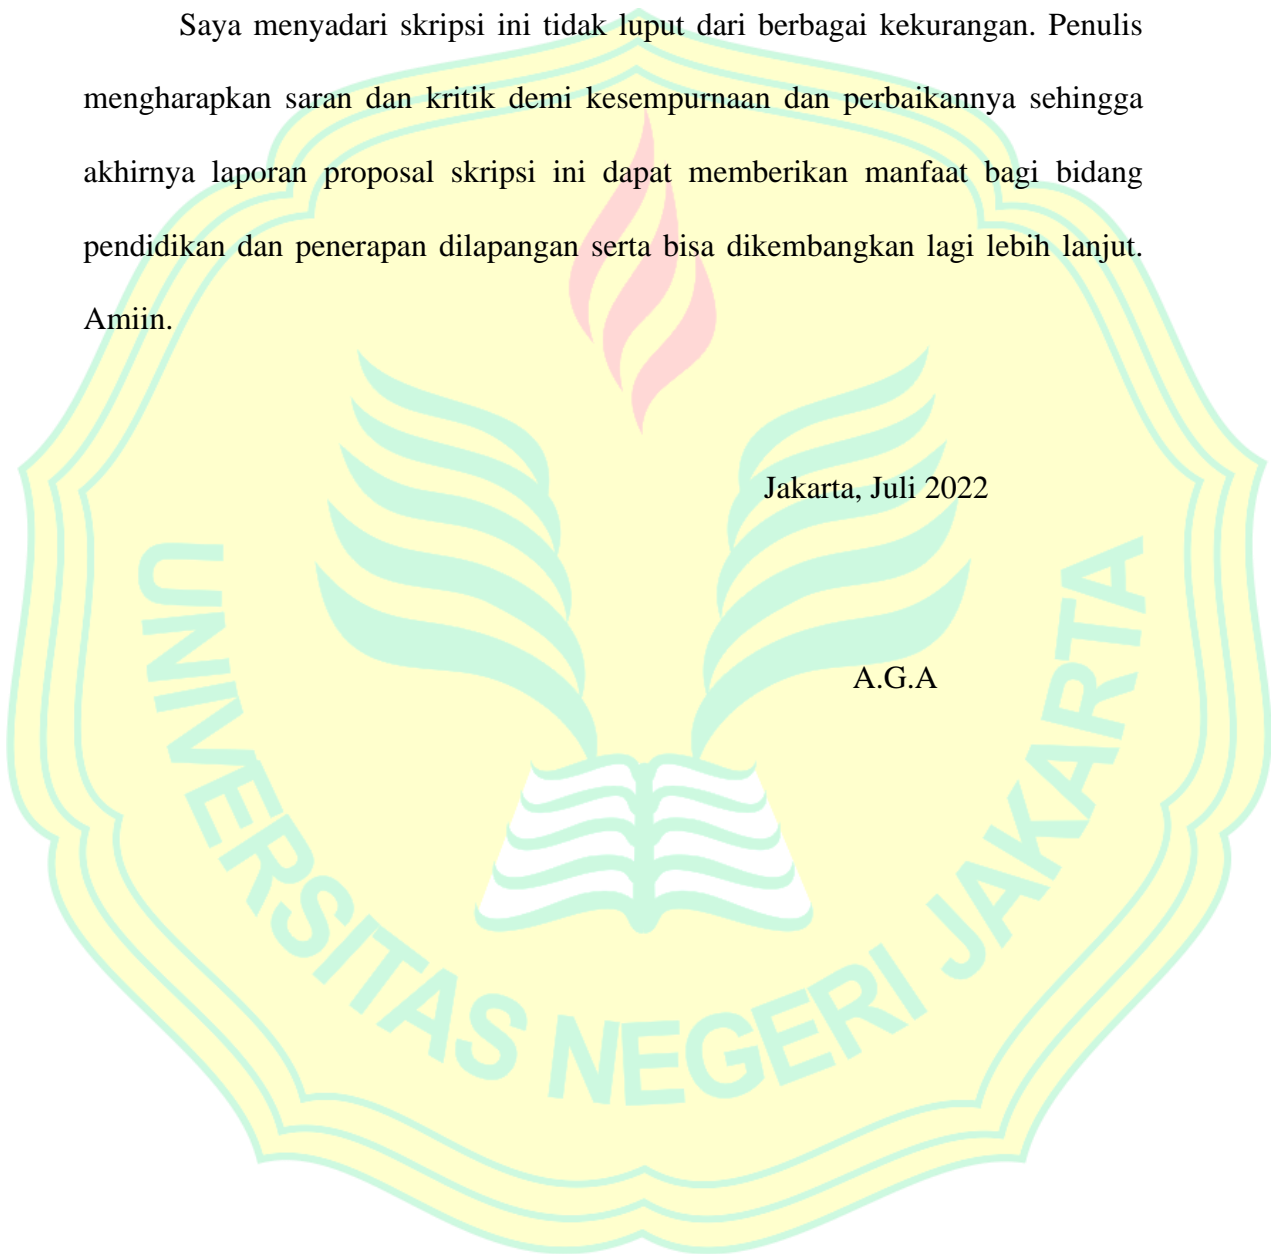 Saya menyadari skripsi ini tidak luput dari berbagai kekurangan. Penulis
mengharapkan saran dan kritik demi kesempurnaan dan perbaikannya sehingga
akhirnya laporan proposal skripsi ini dapat memberikan manfaat bagi bidang
pendidikan dan penerapan dilapangan serta bisa dikembangkan lagi lebih lanjut.
Amiin.
Jakarta, Juli 2022
A.G.A
UNIVERSITAS NEGERI JAKARTA